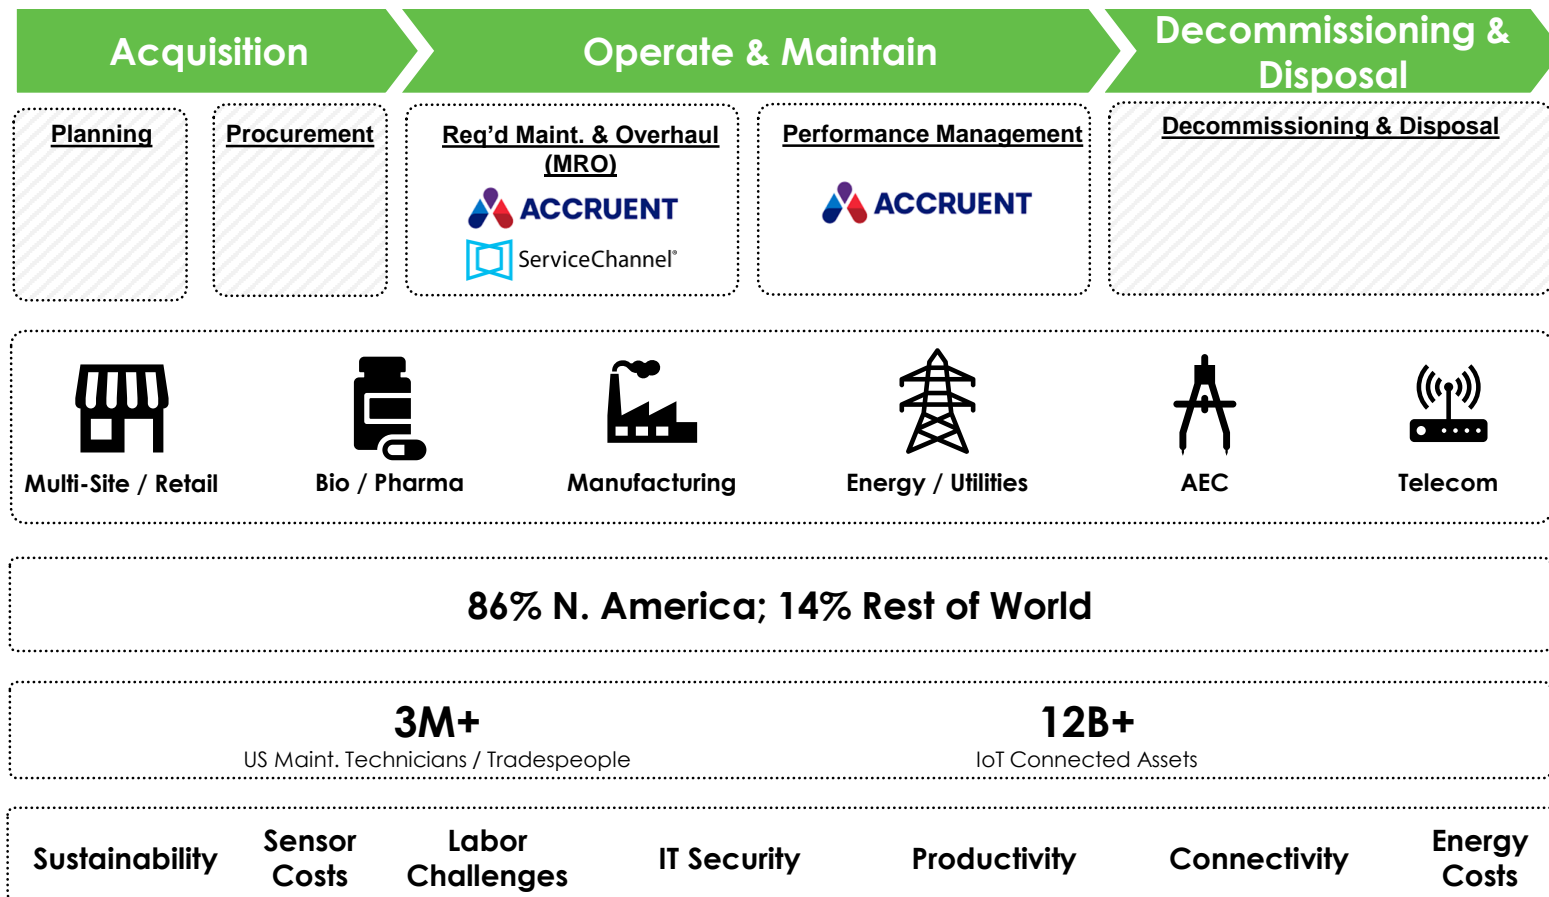 Acquisition
Operate & Maintain
Decommissioning &
Disposal
Planning
Procurement
Req'd Maint. & Overhaul
(MRO)
ACCRUENT
ServiceChannel®
Performance Management
ACCRUENT
Decommissioning & Disposal
Multi-Site / Retail
Bio / Pharma
Manufacturing
Energy / Utilities
AEC
Telecom
86% N. America; 14% Rest of World
3M+
US Maint. Technicians / Tradespeople
12B+
IoT Connected Assets
Sustainability
Sensor
Costs
Labor
Challenges
IT Security
Productivity
Connectivity
Energy
Costs